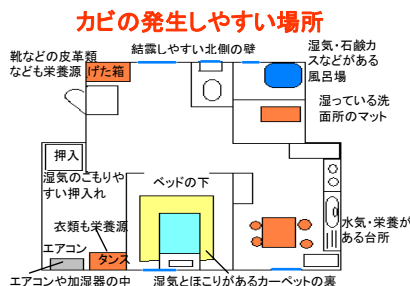 カビの発生しやすい場所
靴などの皮革類
なども栄養源
げた箱
結露しやすい北側の壁
湿気・石鹸カ
スなどがある
風呂場
湿っている洗
面所のマット
押入
湿気のこもりや
すい押入れ
ベッドの下
衣類も栄養源
エアコン
タンス
水気・栄養が
ある台所
エアコンや加湿器の中
湿気とほこりがあるカーペットの裏